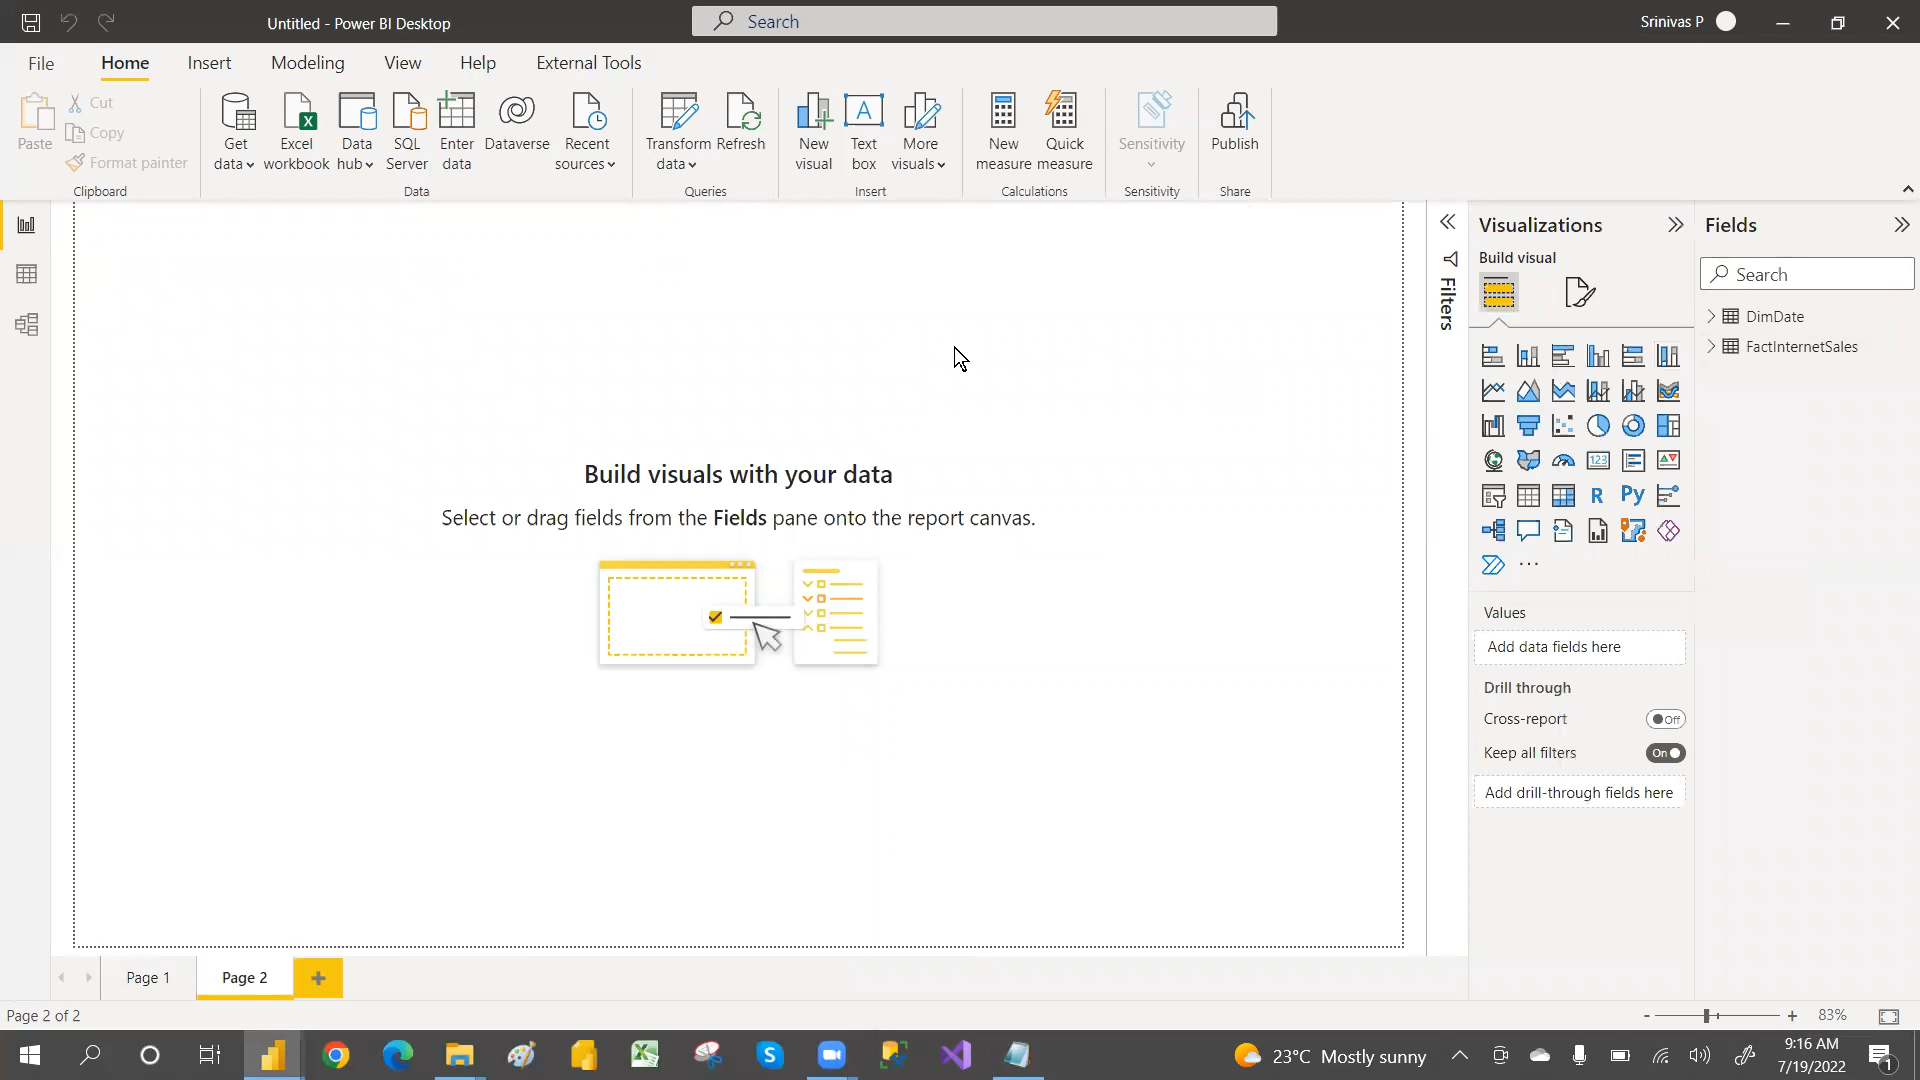 Untitled - Power BI Desktop
Search
Srinivas P
File
Home
Insert
Modeling
View
Help
External Tools
Paste
Cut
Copy
Format painter
Clipboard
Get data
Excel workbook
Data hub
SQL Server
Enter data
Dataverse
Recent sources
Data
Transform data
Refresh
Queries
New visual
Text box
More visuals
Insert
New measure
Quick measure
Calculations
Sensitivity
Sensitivity
Publish
Share
Filters
Visualizations
Build visual
Fields
Search
DimDate
FactInternetSales
Build visuals with your data
Select or drag fields from the Fields pane onto the report canvas.
R
Py
123
Values
Add data fields here
Drill through
Cross-report
Off
Keep all filters
On
Add drill-through fields here
Page 1
Page 2
Page 2 of 2
83%
23°C Mostly sunny
9:16 AM
7/19/2022
1